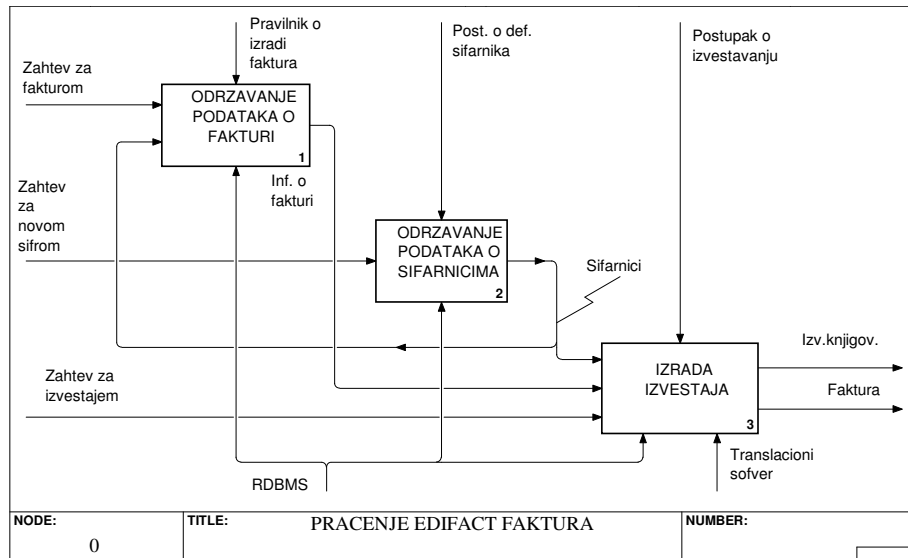 Pravilnik o
izradi
faktura
Post. o def.
sifarnika
Postupak o
izvestavanju
Zahtev za
fakturom
ODRZAVANJE
PODATAKA O
FAKTURI
1
Inf. o
fakturi
Zahtev
za
novom
sifrom
ODRZAVANJE
PODATAKA O
SIFARNICIMA
2
Sifarnici
Zahtev za
izvestajem
IZRADA
IZVESTAJA
3
Izv.knjigov.
Faktura
RDBMS
Translacioni
sofver
NODE:
0
TITLE:
PRACENJE EDIFACT FAKTURA
NUMBER: